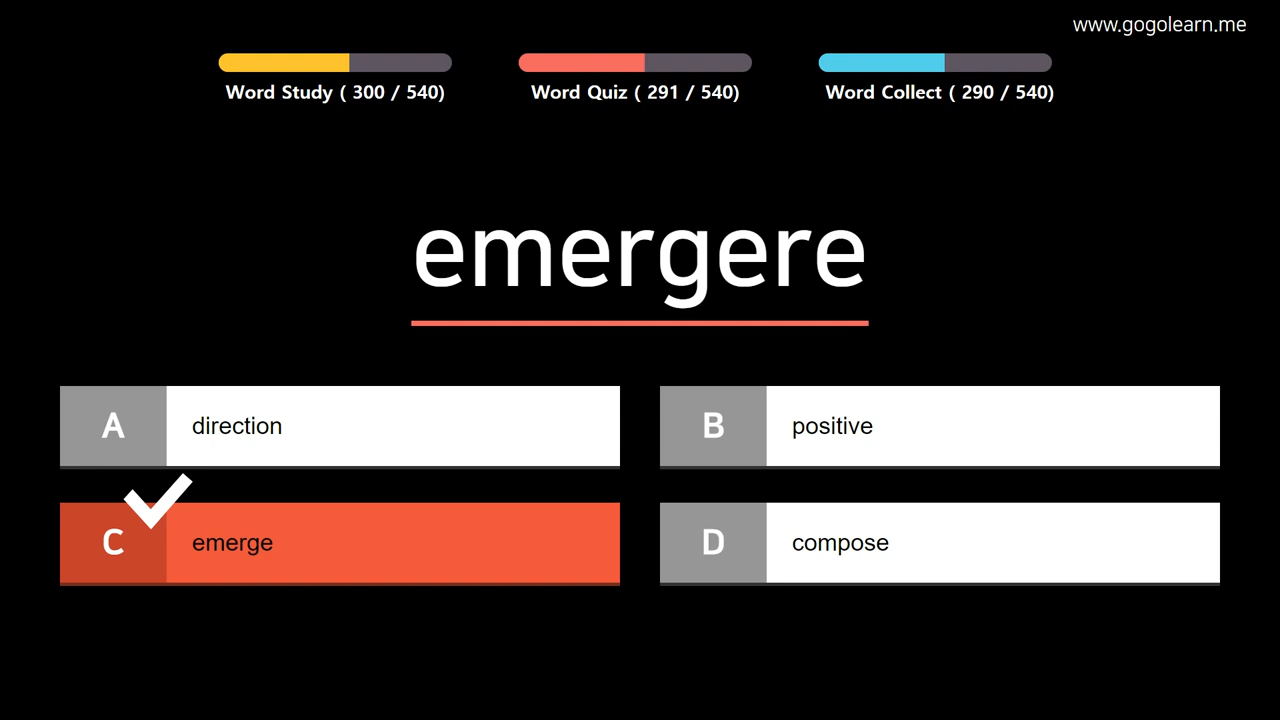 www.gogolearn.me
Word Study ( 300 / 540)
Word Quiz ( 291 / 540)
Word Collect ( 290 / 540)
emergere
A direction
B positive
C emerge
D compose